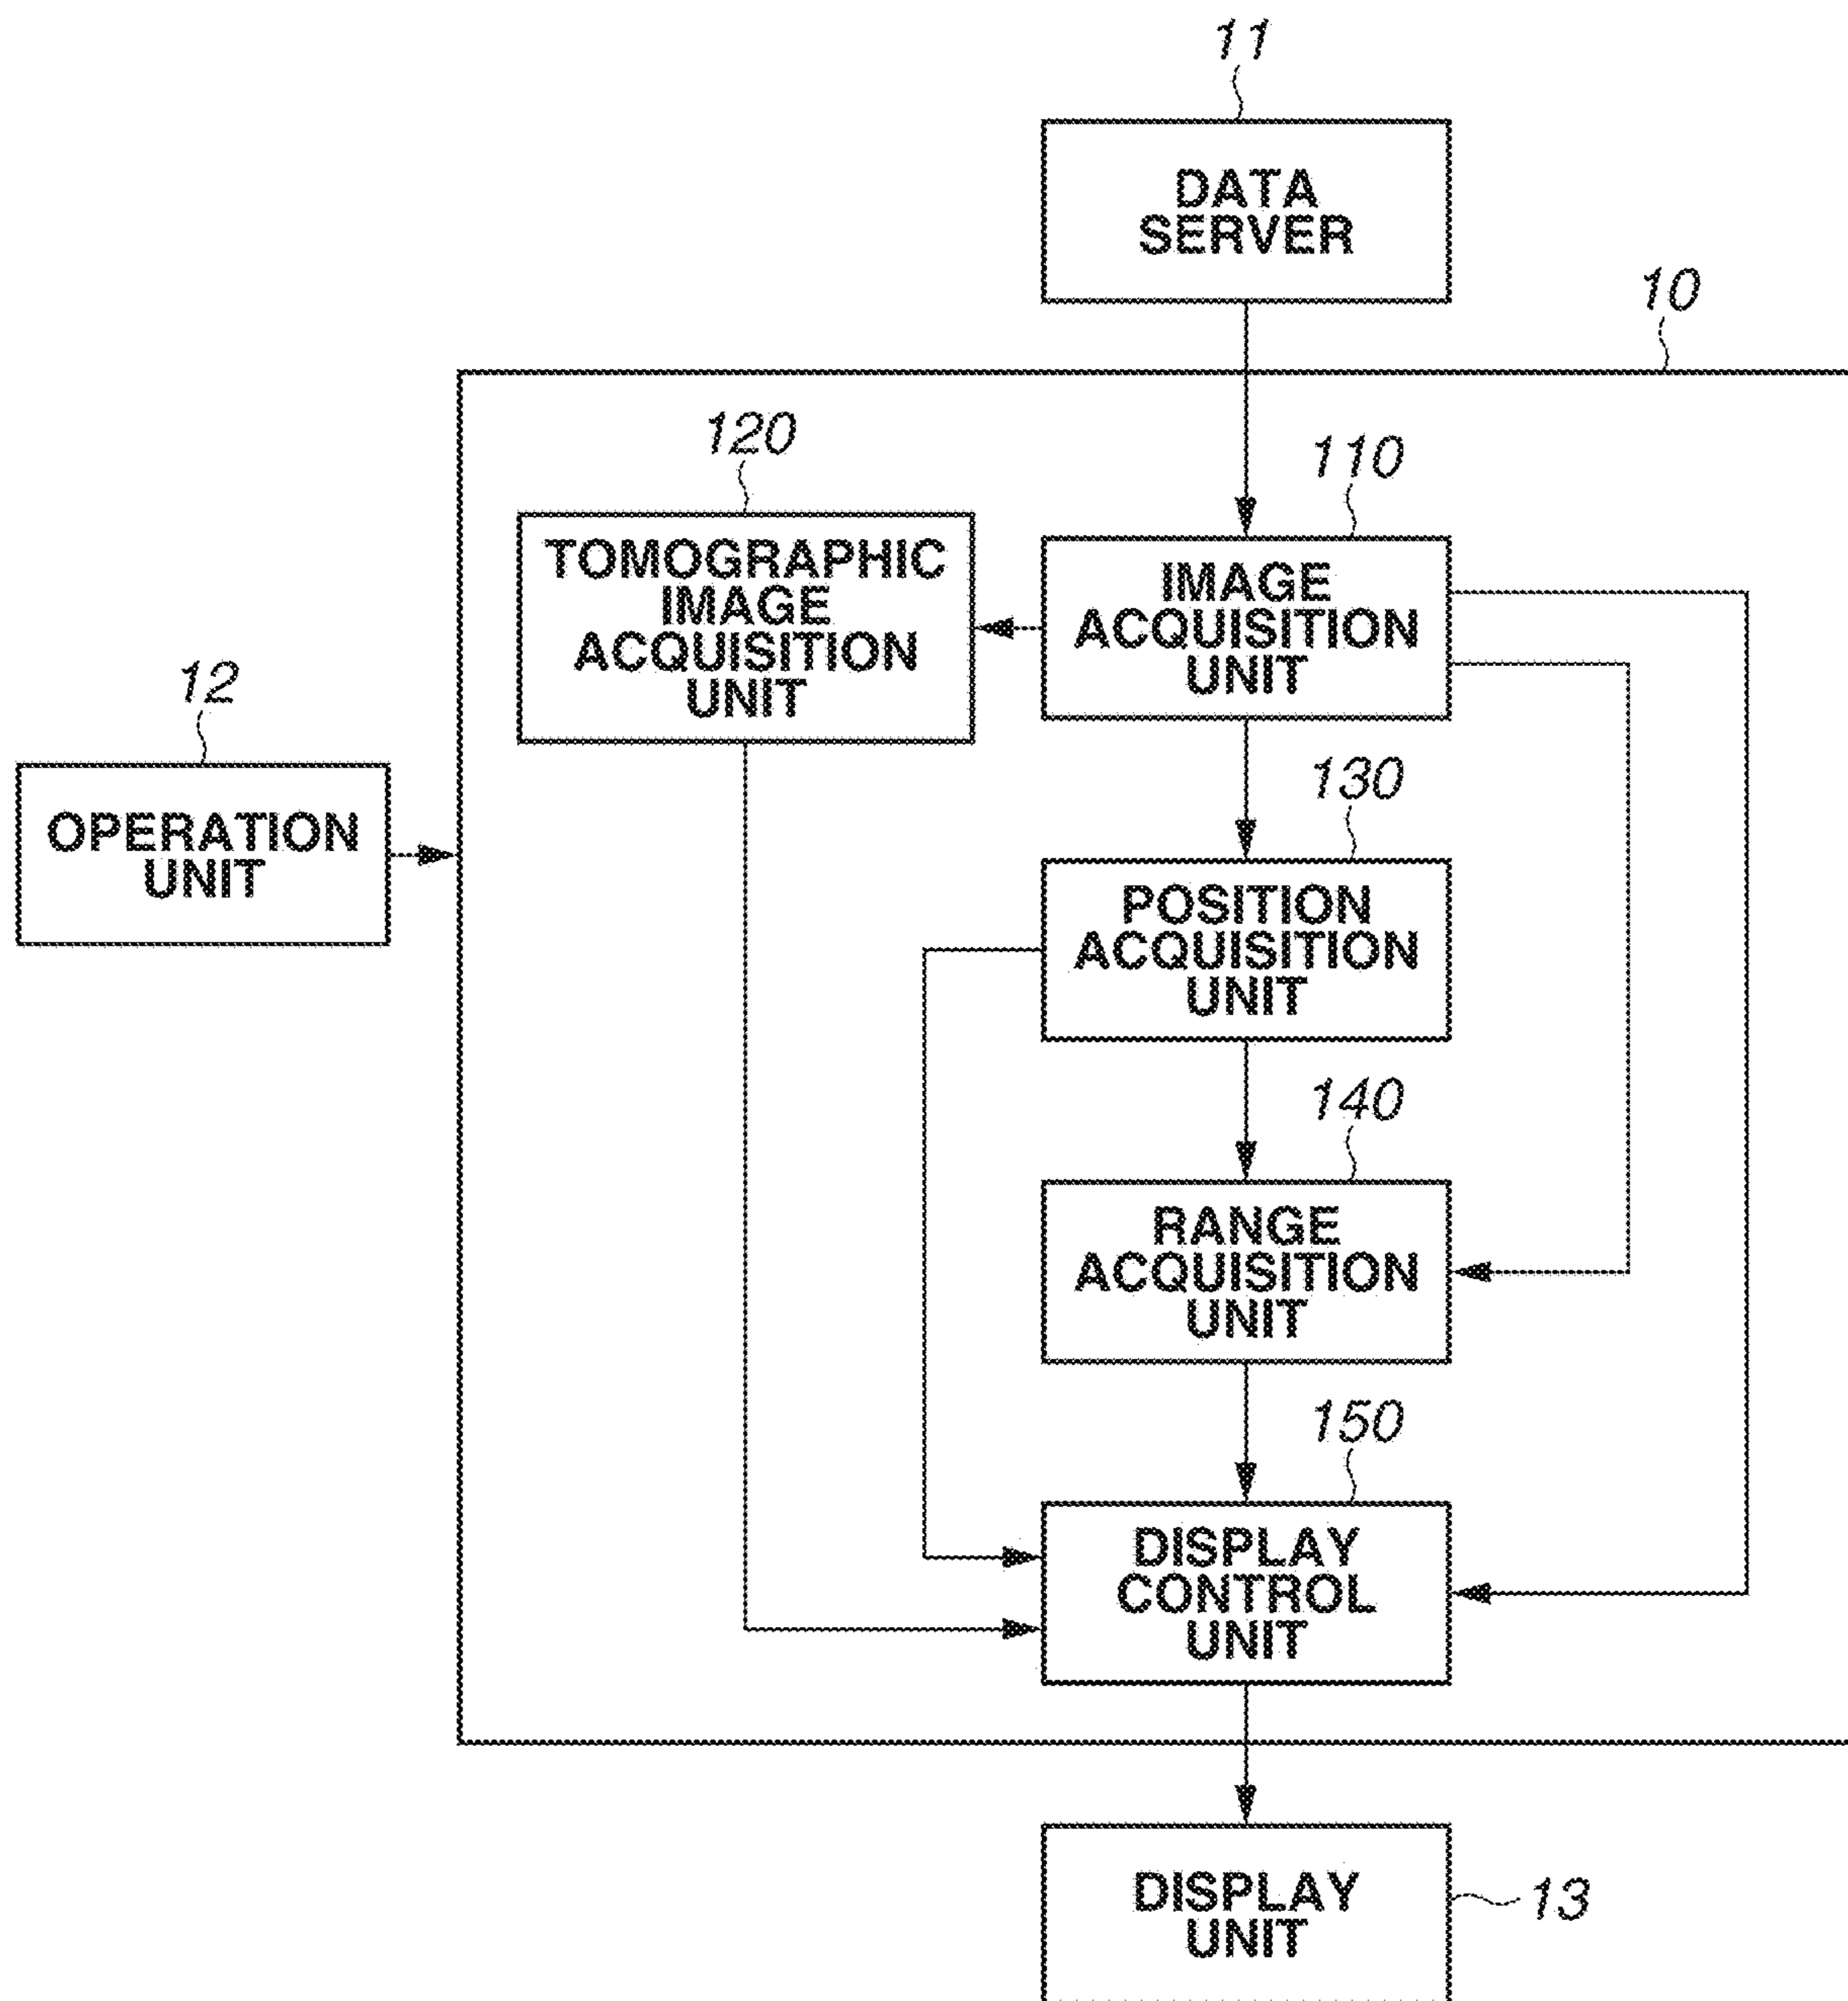 11
DATA
SERVER
10
120
110
TOMOGRAPHIC
IMAGE
ACQUISITION
UNIT
IMAGE
ACQUISITION
UNIT
12
OPERATION
UNIT
130
POSITION
ACQUISITION
UNIT
140
RANGE
ACQUISITION
UNIT
150
DISPLAY
CONTROL
UNIT
DISPLAY
UNIT
13